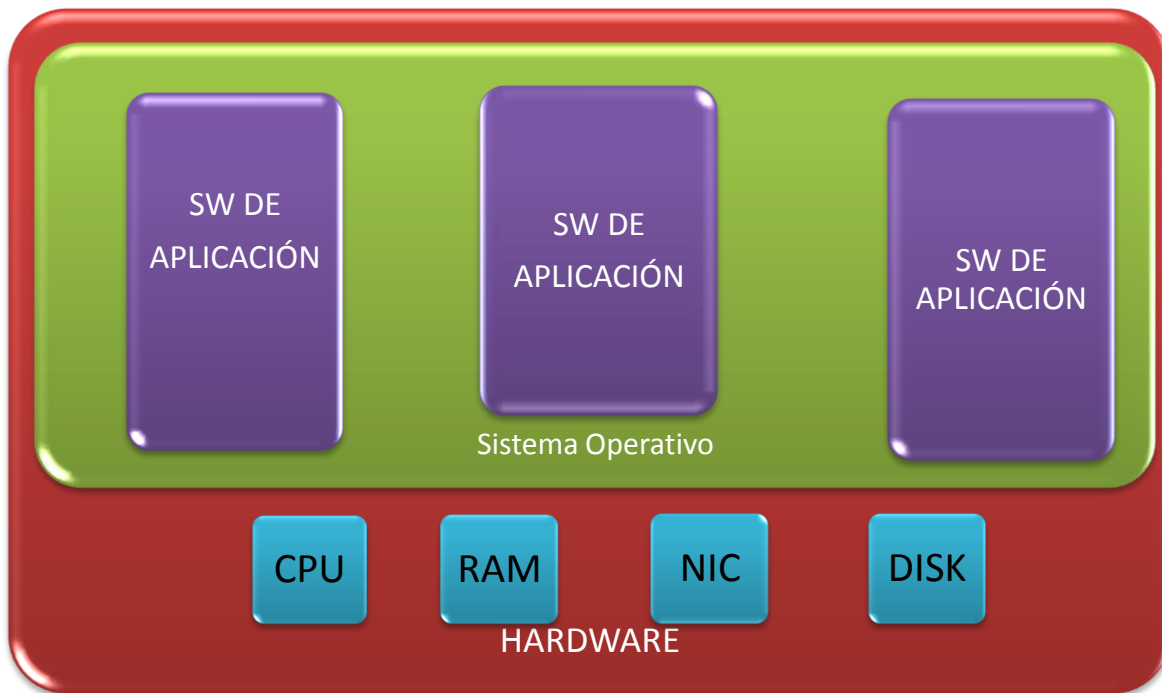 SW DE
APLICACIÓN
SW DE
APLICACIÓN
SW DE
APLICACIÓN
Sistema Operativo
CPU
RAM
NIC
DISK
HARDWARE